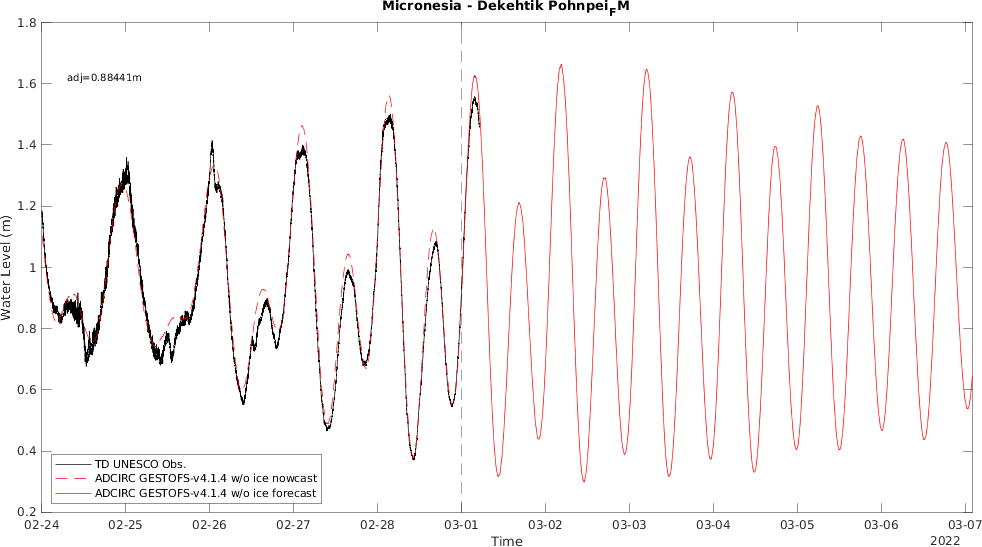 Micronesia - Dekehtik Pohnpei_FM
1.8
adj=0.88441m
1.6
1.4
1.2
1
0.8
0.6
0.4
0.2
Water Level (m)
TD UNESCO Obs.
ADCIRC GESTOFS-v4.1.4 w/o ice nowcast
ADCIRC GESTOFS-v4.1.4 w/o ice forecast
02-24 02-25 02-26 02-27 02-28 03-01 03-02 03-03 03-04 03-05 03-06 03-07
Time
2022